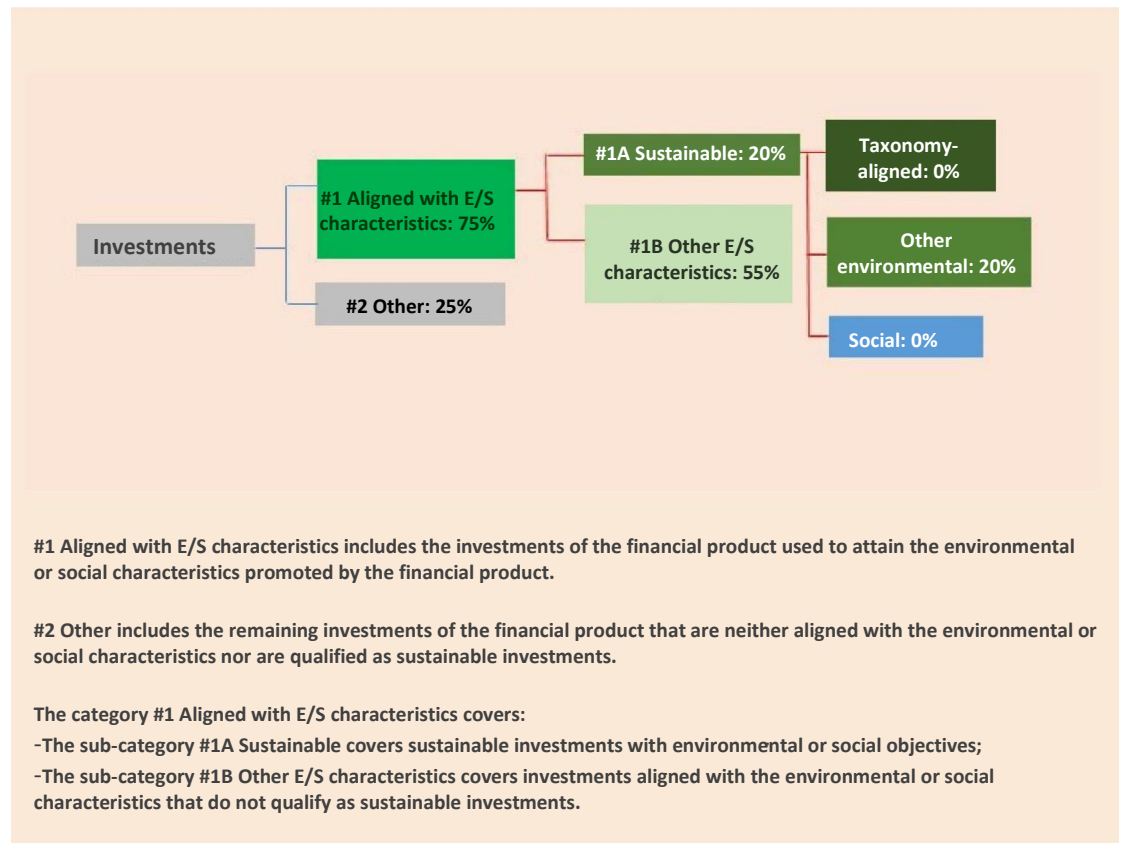 Investments
#1 Aligned with E/S
characteristics: 75%
#2 Other: 25%
#1A Sustainable: 20%
#1B Other E/S
characteristics: 55%
Taxonomy-
aligned: 0%
Other
environmental: 20%
Social: 0%
#1 Aligned with E/S characteristics includes the investments of the financial product used to attain the environmental
or social characteristics promoted by the financial product.
#2 Other includes the remaining investments of the financial product that are neither aligned with the environmental or
social characteristics nor are qualified as sustainable investments.
The category #1 Aligned with E/S characteristics covers:
-The sub-category #1A Sustainable covers sustainable investments with environmental or social objectives;
-The sub-category #1B Other E/S characteristics covers investments aligned with the environmental or social
characteristics that do not qualify as sustainable investments.